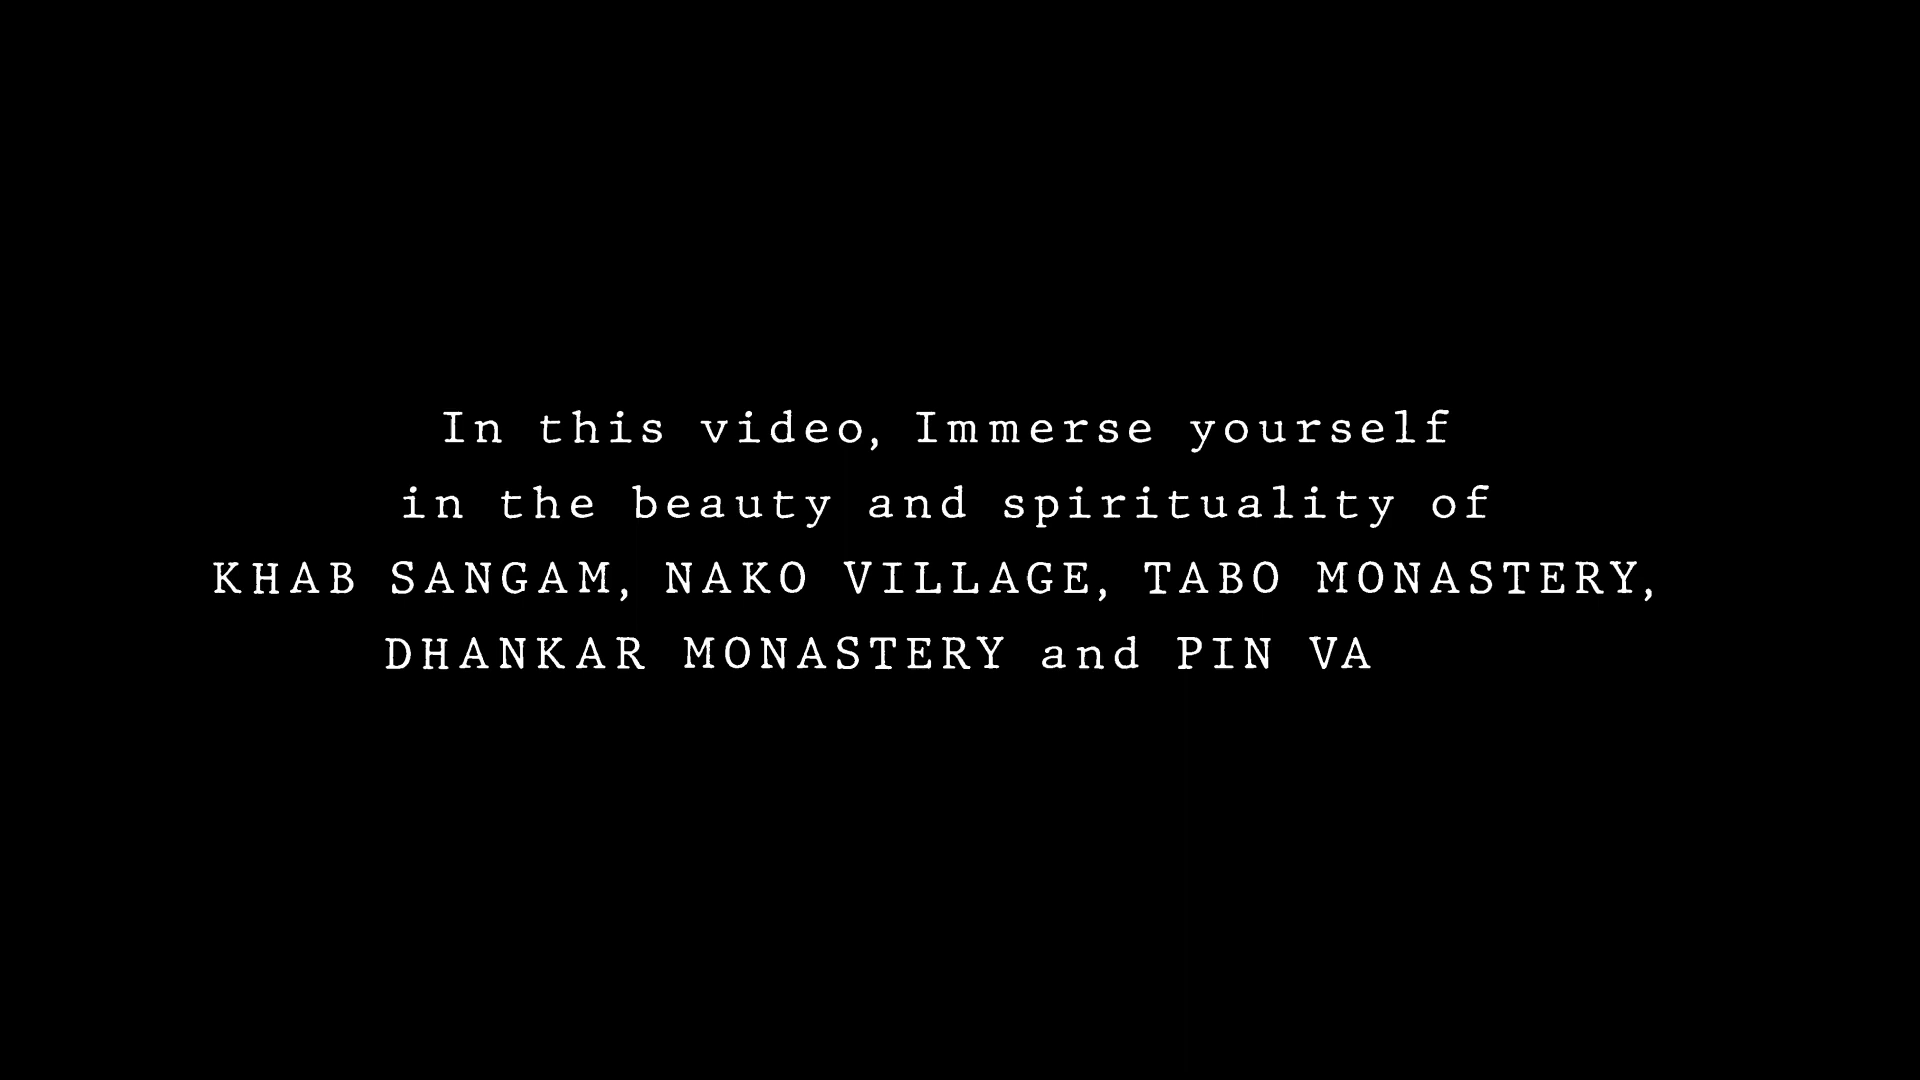 In this video, Immerse yourself
in the beauty and spirituality of
KHAB SANGAM, NAKO VILLAGE, TABO MONASTERY,
DHANKAR MONASTERY and PIN VA